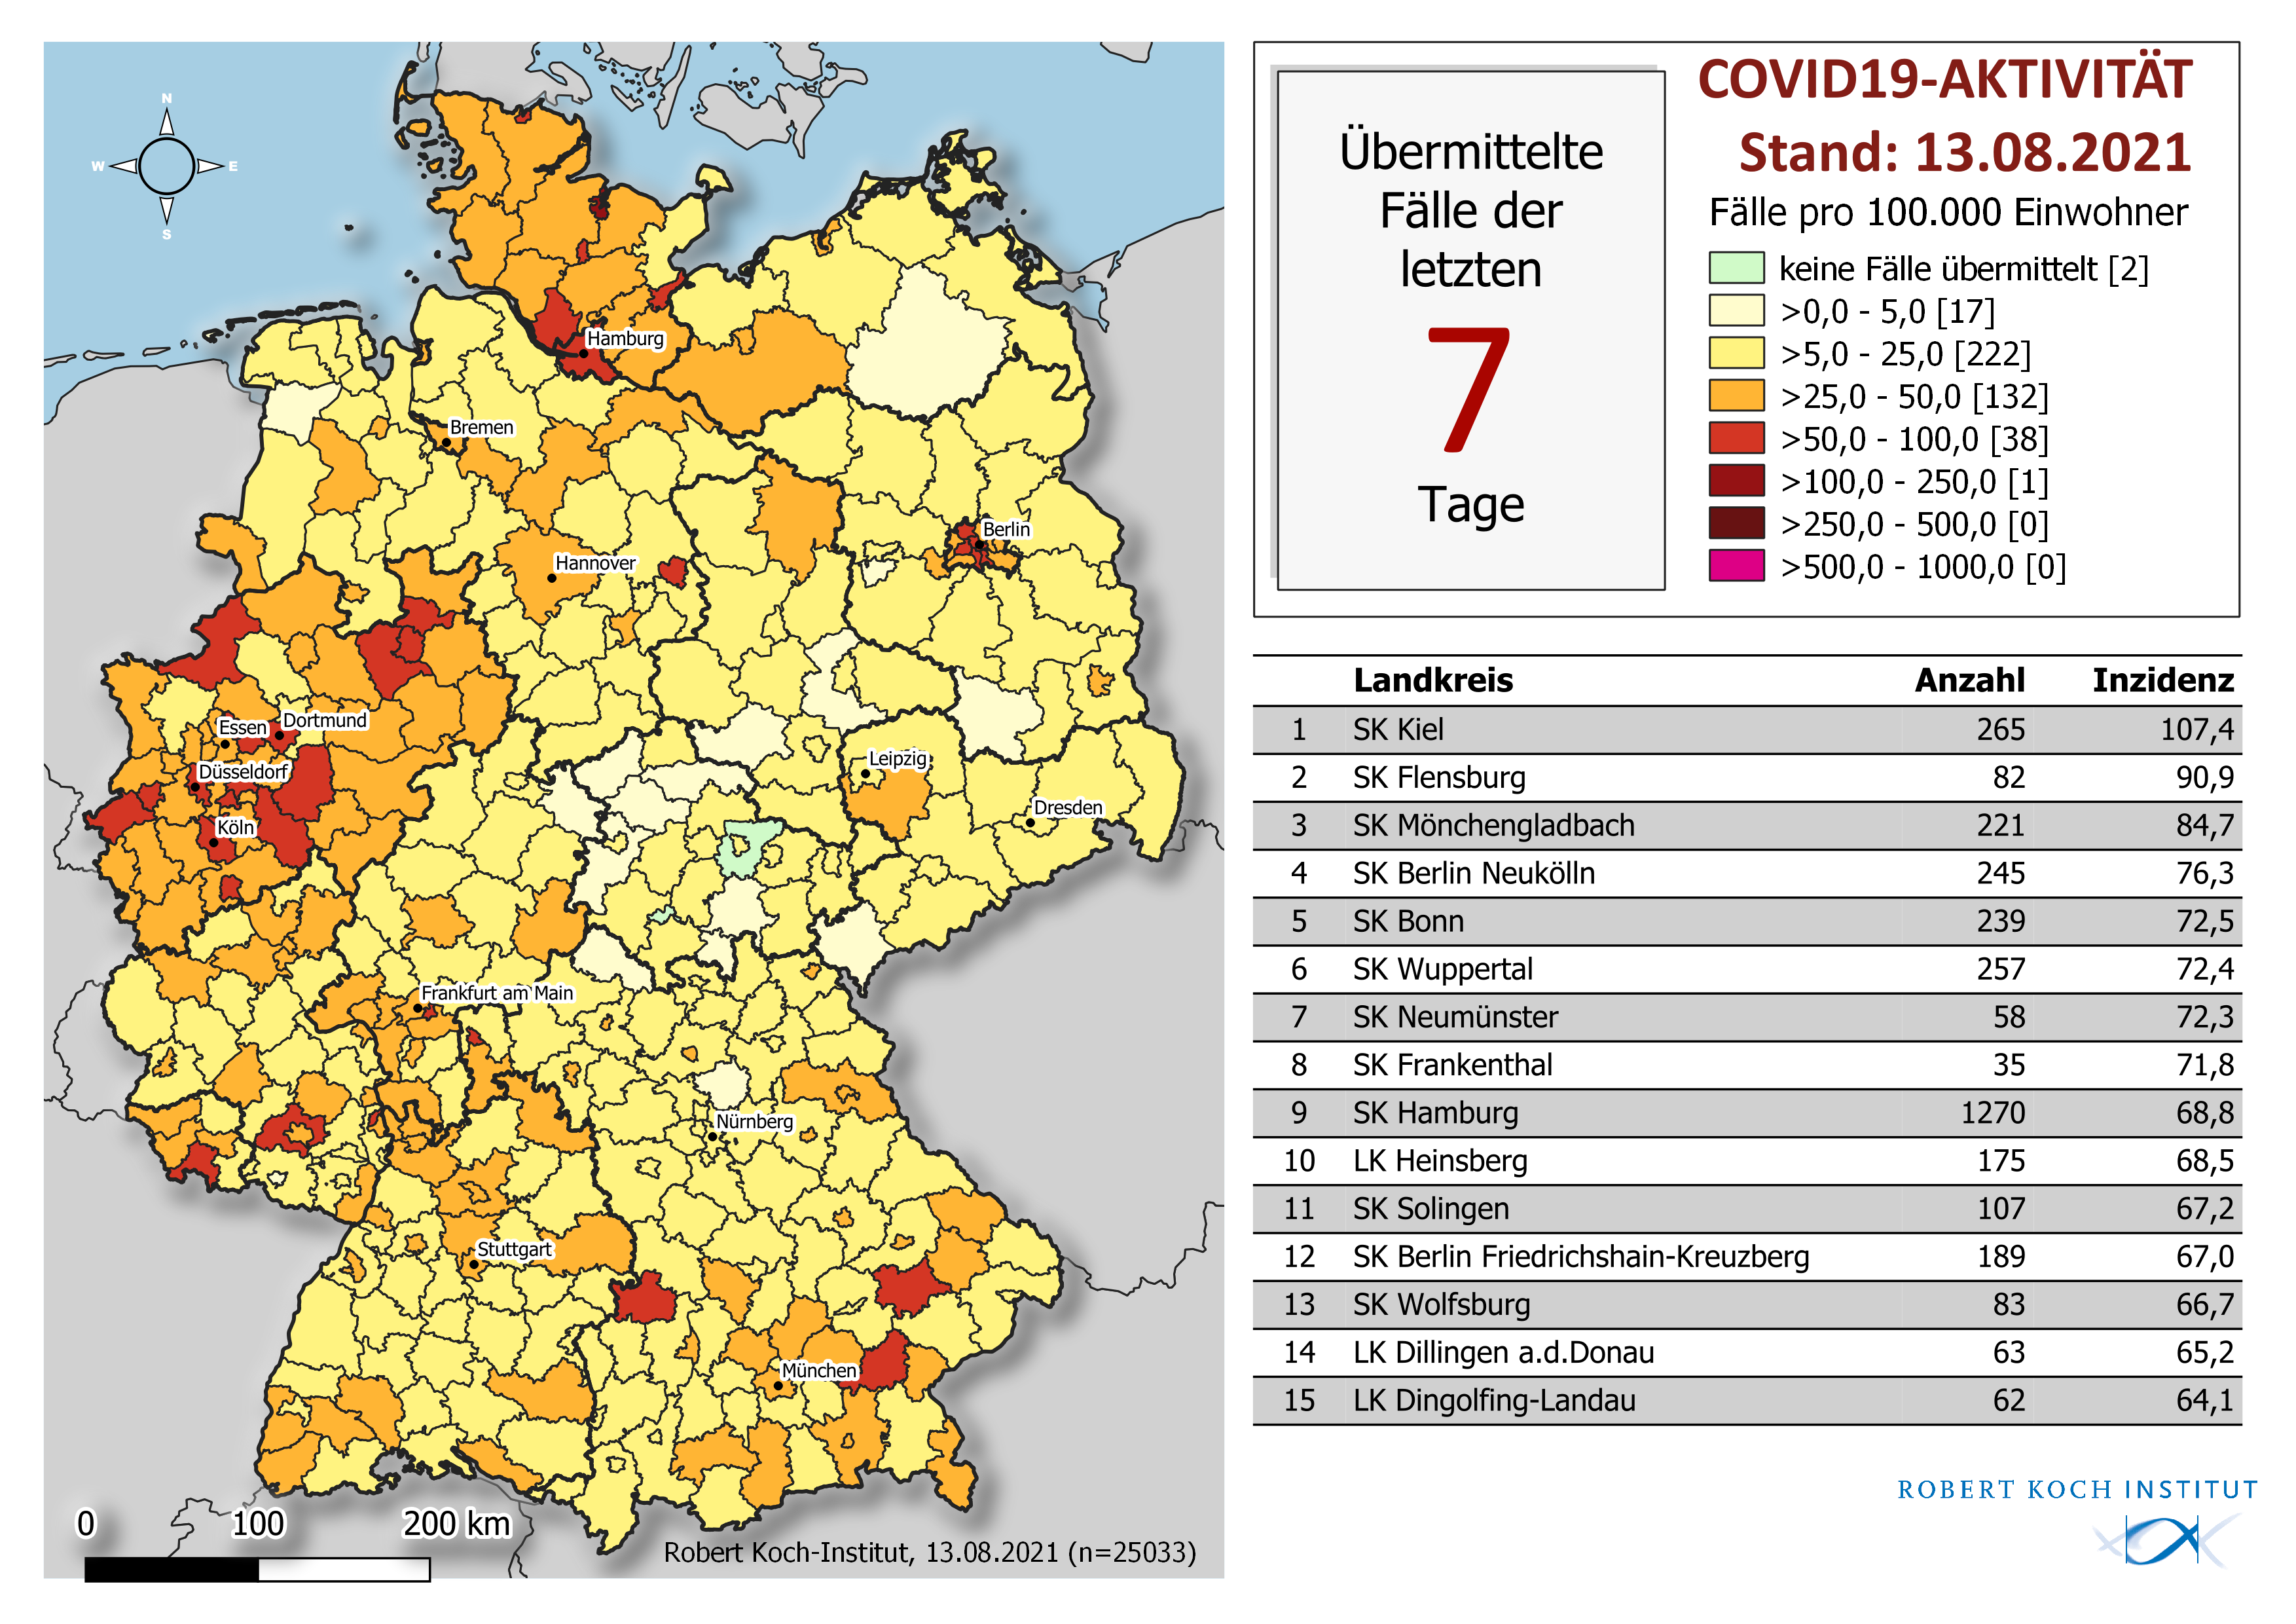 N
W
E
S
Hamburg
Bremen
Berlin
Hannover
Essen
Dortmund
Düsseldorf
Leipzig
Köln
Dresden
Frankfurt am Main
Nürnberg
Stuttgart
München
0 100 200 km
Robert Koch-Institut, 13.08.2021 (n=25033)
Übermittelte
Fälle der
letzten
7
Tage
COVID19-AKTIVITÄT
Stand: 13.08.2021
Fälle pro 100.000 Einwohner
keine Fälle übermittelt [2]
>0,0 - 5,0 [17]
>5,0 - 25,0 [222]
>25,0 - 50,0 [132]
>50,0 - 100,0 [38]
>100,0 - 250,0 [1]
>250,0 - 500,0 [0]
>500,0 - 1000,0 [0]
Landkreis Anzahl Inzidenz
1 SK Kiel 265 107,4
2 SK Flensburg 82 90,9
3 SK Mönchengladbach 221 84,7
4 SK Berlin Neukölln 245 76,3
5 SK Bonn 239 72,5
6 SK Wuppertal 257 72,4
7 SK Neumünster 58 72,3
8 SK Frankenthal 35 71,8
9 SK Hamburg 1270 68,8
10 LK Heinsberg 175 68,5
11 SK Solingen 107 67,2
12 SK Berlin Friedrichshain-Kreuzberg 189 67,0
13 SK Wolfsburg 83 66,7
14 LK Dillingen a.d.Donau 63 65,2
15 LK Dingolfing-Landau 62 64,1
ROBERT KOCH INSTITUT